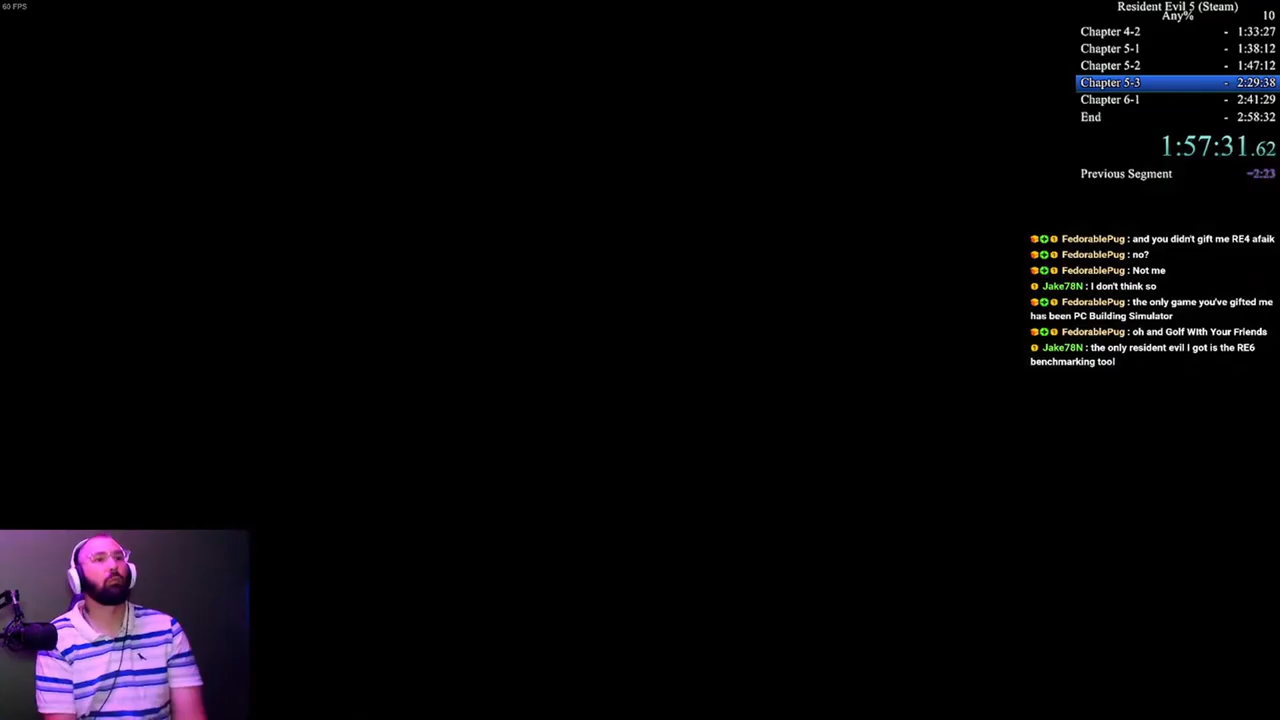 60 FPS
Resident Evil 5 (Steam)
Any% 10
Chapter 4-2 - 1:33:27
Chapter 5-1 - 1:38:12
Chapter 5-2 - 1:47:12
Chapter 5-3 - 2:29:38
Chapter 6-1 - 2:41:29
End - 2:58:32
1:57:31.62
Previous Segment -2:23
FedorablePug : and you didn't gift me RE4 afaik
FedorablePug : no?
FedorablePug : Not me
Jake78N : I don't think so
FedorablePug : the only game you've gifted me
has been PC Building Simulator
FedorablePug : oh and Golf WIth Your Friends
Jake78N : the only resident evil I got is the RE6
benchmarking tool